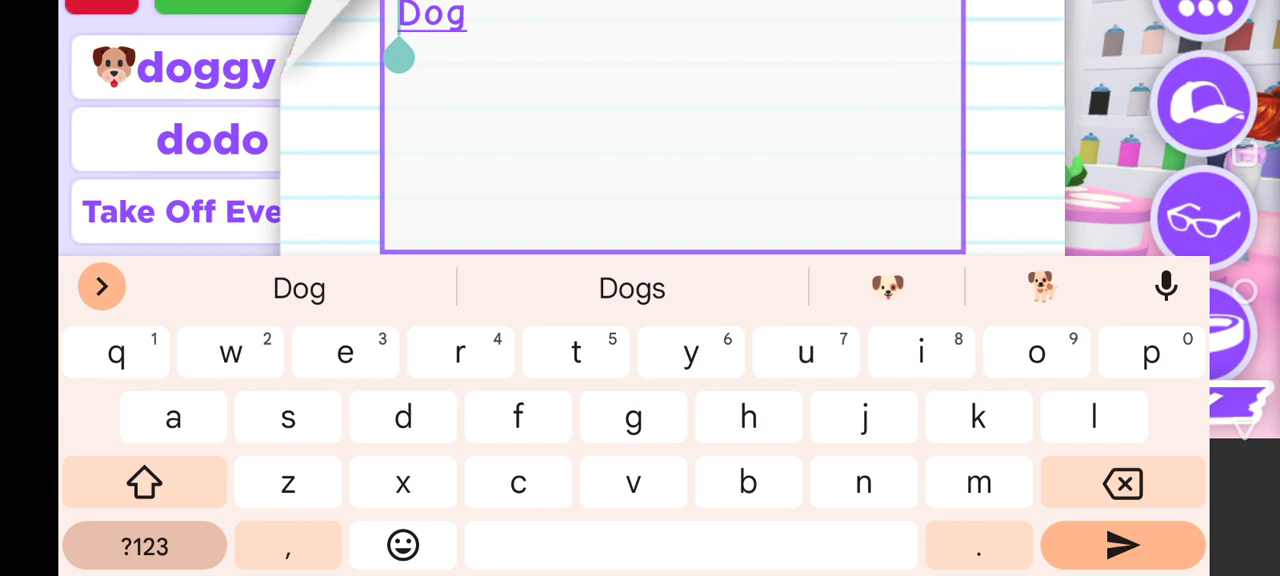 Dog
🐶doggy
dodo
Take Off Eve
Dog Dogs 🐶 🐕
q 1 w 2 e 3 r 4 t 5 y 6 u 7 i 8 o 9 p 0
a s d f g h j k l
z x c v b n m
?123 , .